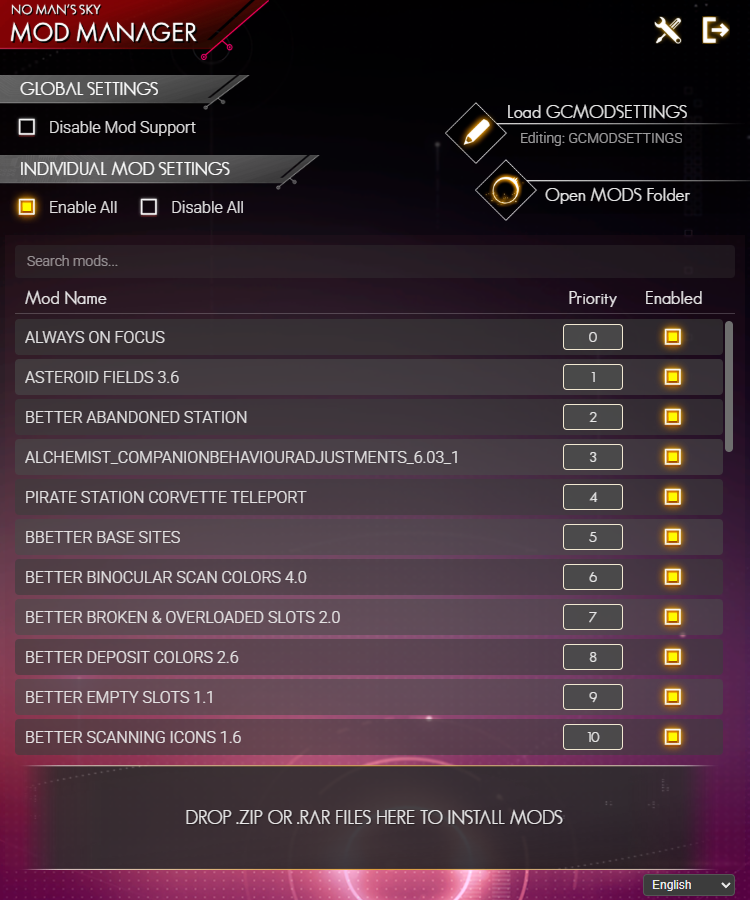 NO MAN'S SKY
MOD MANAGER
GLOBAL SETTINGS
Disable Mod Support
Load GCMODSETTINGS
Editing: GCMODSETTINGS
INDIVIDUAL MOD SETTINGS
Open MODS Folder
Enable All Disable All
Search mods...
Mod Name Priority Enabled
ALWAYS ON FOCUS 0
ASTEROID FIELDS 3.6 1
BETTER ABANDONED STATION 2
ALCHEMIST_COMPANIONBEHAVIOURADJUSTMENTS_6.03_1 3
PIRATE STATION CORVETTE TELEPORT 4
BBETTER BASE SITES 5
BETTER BINOCULAR SCAN COLORS 4.0 6
BETTER BROKEN & OVERLOADED SLOTS 2.0 7
BETTER DEPOSIT COLORS 2.6 8
BETTER EMPTY SLOTS 1.1 9
BETTER SCANNING ICONS 1.6 10
DROP .ZIP OR .RAR FILES HERE TO INSTALL MODS
English